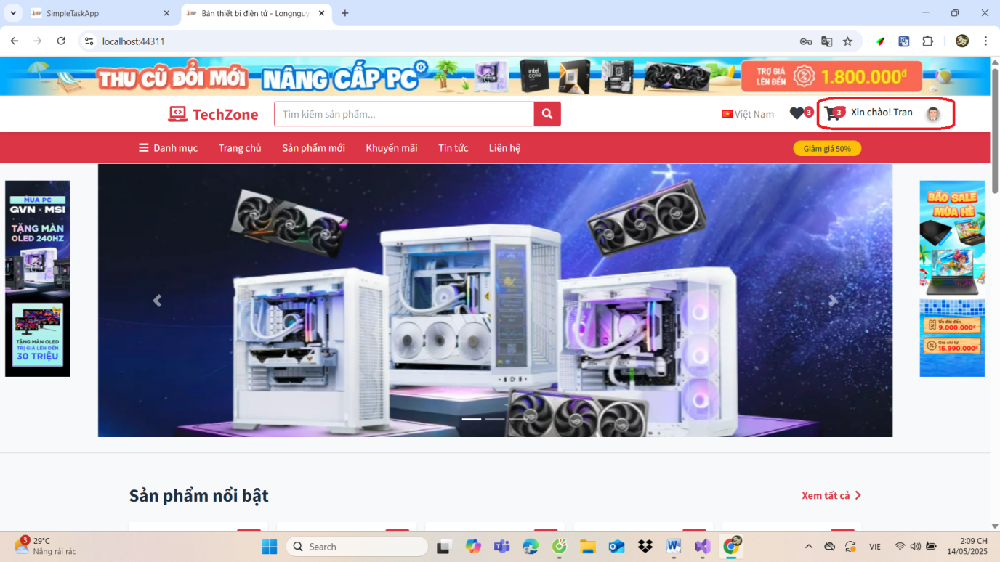 SimpleTaskApp
Bán thiết bị điện tử - Longnguy
localhost:44311
THU CŨ ĐỔI MỚI NÂNG CẤP PC
intel CORE
TRỢ GIÁ LÊN ĐẾN 1.800.000đ
TechZone
Tìm kiếm sản phẩm...
Việt Nam
3
3
Xin chào! Tran
Danh mục
Trang chủ
Sản phẩm mới
Khuyến mãi
Tin tức
Liên hệ
Giảm giá 50%
MUA PC
GVN × MSI
TẶNG MÀN
OLED 240HZ
TẶNG MÀN OLED
TRỊ GIÁ LÊN ĐẾN
30 TRIỆU
BÃO SALE
MÙA HÈ
Ưu đãi đến
9.000.000đ
Giá chỉ từ
15.990.000đ
Sản phẩm nổi bật
Xem tất cả
3
29°C
Nắng rải rác
Search
VIE
2:09 CH
14/05/2025